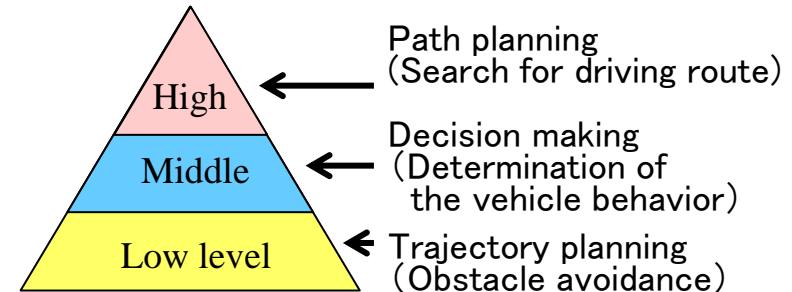 High
Path planning
(Search for driving route)
Middle
Decision making
(Determination of
the vehicle behavior)
Low level
Trajectory planning
(Obstacle avoidance)